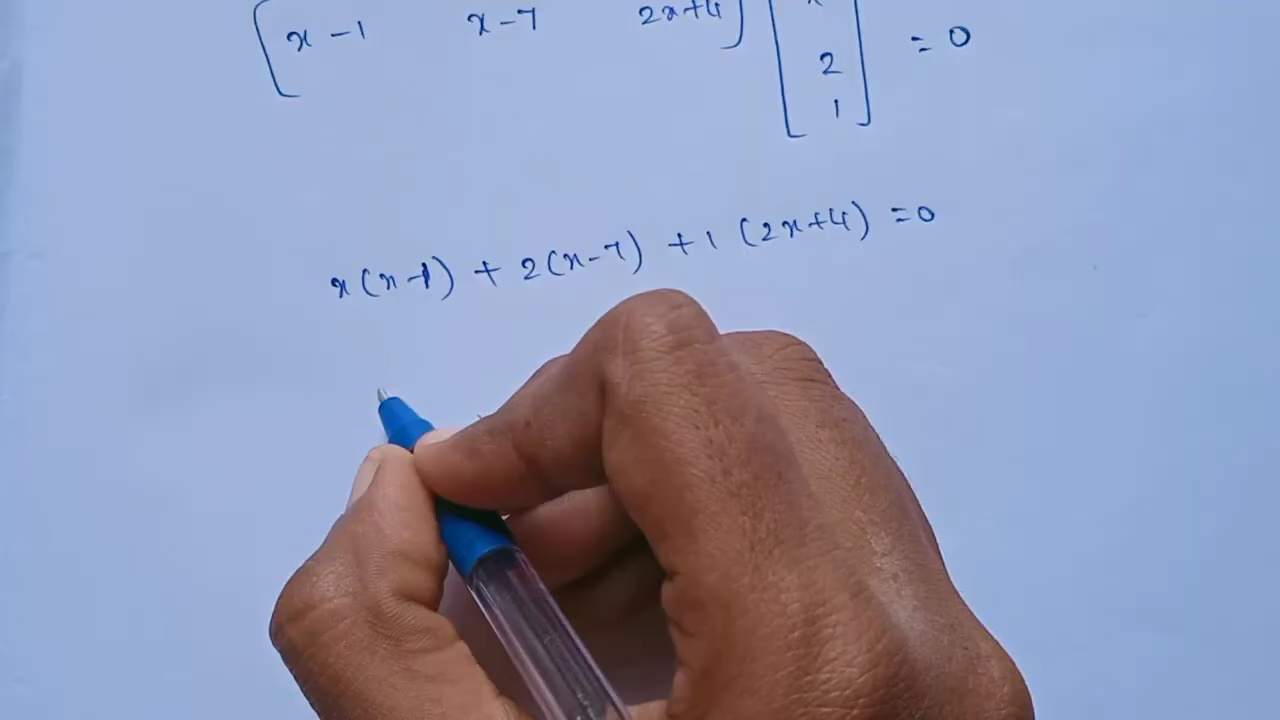 [x-1 x-7 2x+4] [x 2 1] = 0
x(x-1) + 2(x-7) + 1(2x+4) = 0